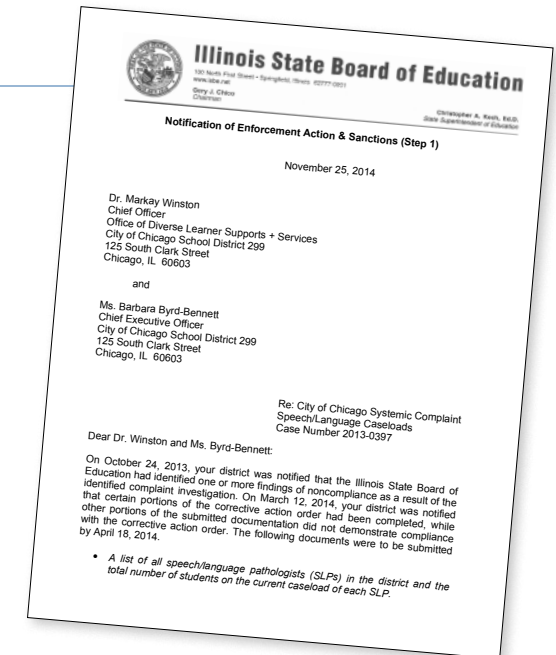 Illinois State Board of Education
100 North First Street • Springfield, Illinois 62777-0001
www.isbe.net
Gery J. Chico
Chairman
Christopher A. Koch, Ed.D.
State Superintendent of Education
Notification of Enforcement Action & Sanctions (Step 1)
November 25, 2014
Dr. Markay Winston
Chief Officer
Office of Diverse Learner Supports + Services
City of Chicago School District 299
125 South Clark Street
Chicago, IL 60603
and
Ms. Barbara Byrd-Bennett
Chief Executive Officer
City of Chicago School District 299
125 South Clark Street
Chicago, IL 60603
Re: City of Chicago Systemic Complaint
Speech/Language Caseloads
Case Number 2013-0397
Dear Dr. Winston and Ms. Byrd-Bennett:
On October 24, 2013, your district was notified that the Illinois State Board of
Education had identified one or more findings of noncompliance as a result of the
identified complaint investigation. On March 12, 2014, your district was notified
that certain portions of the corrective action order had been completed, while
other portions of the submitted documentation did not demonstrate compliance
with the corrective action order. The following documents were to be submitted
by April 18, 2014.
• A list of all speech/language pathologists (SLPs) in the district and the
total number of students on the current caseload of each SLP.